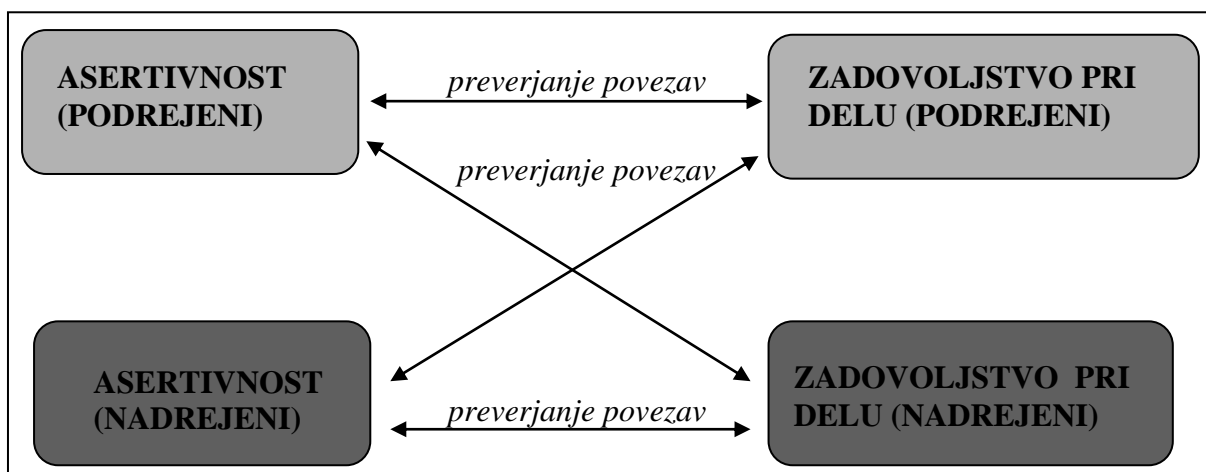 ASERTIVNOST
(PODREJENI)
preverjanje povezav
ZADOVOLJSTVO PRI
DELU (PODREJENI)
preverjanje povezav
ASERTIVNOST
(NADREJENI)
preverjanje povezav
ZADOVOLJSTVO PRI
DELU (NADREJENI)